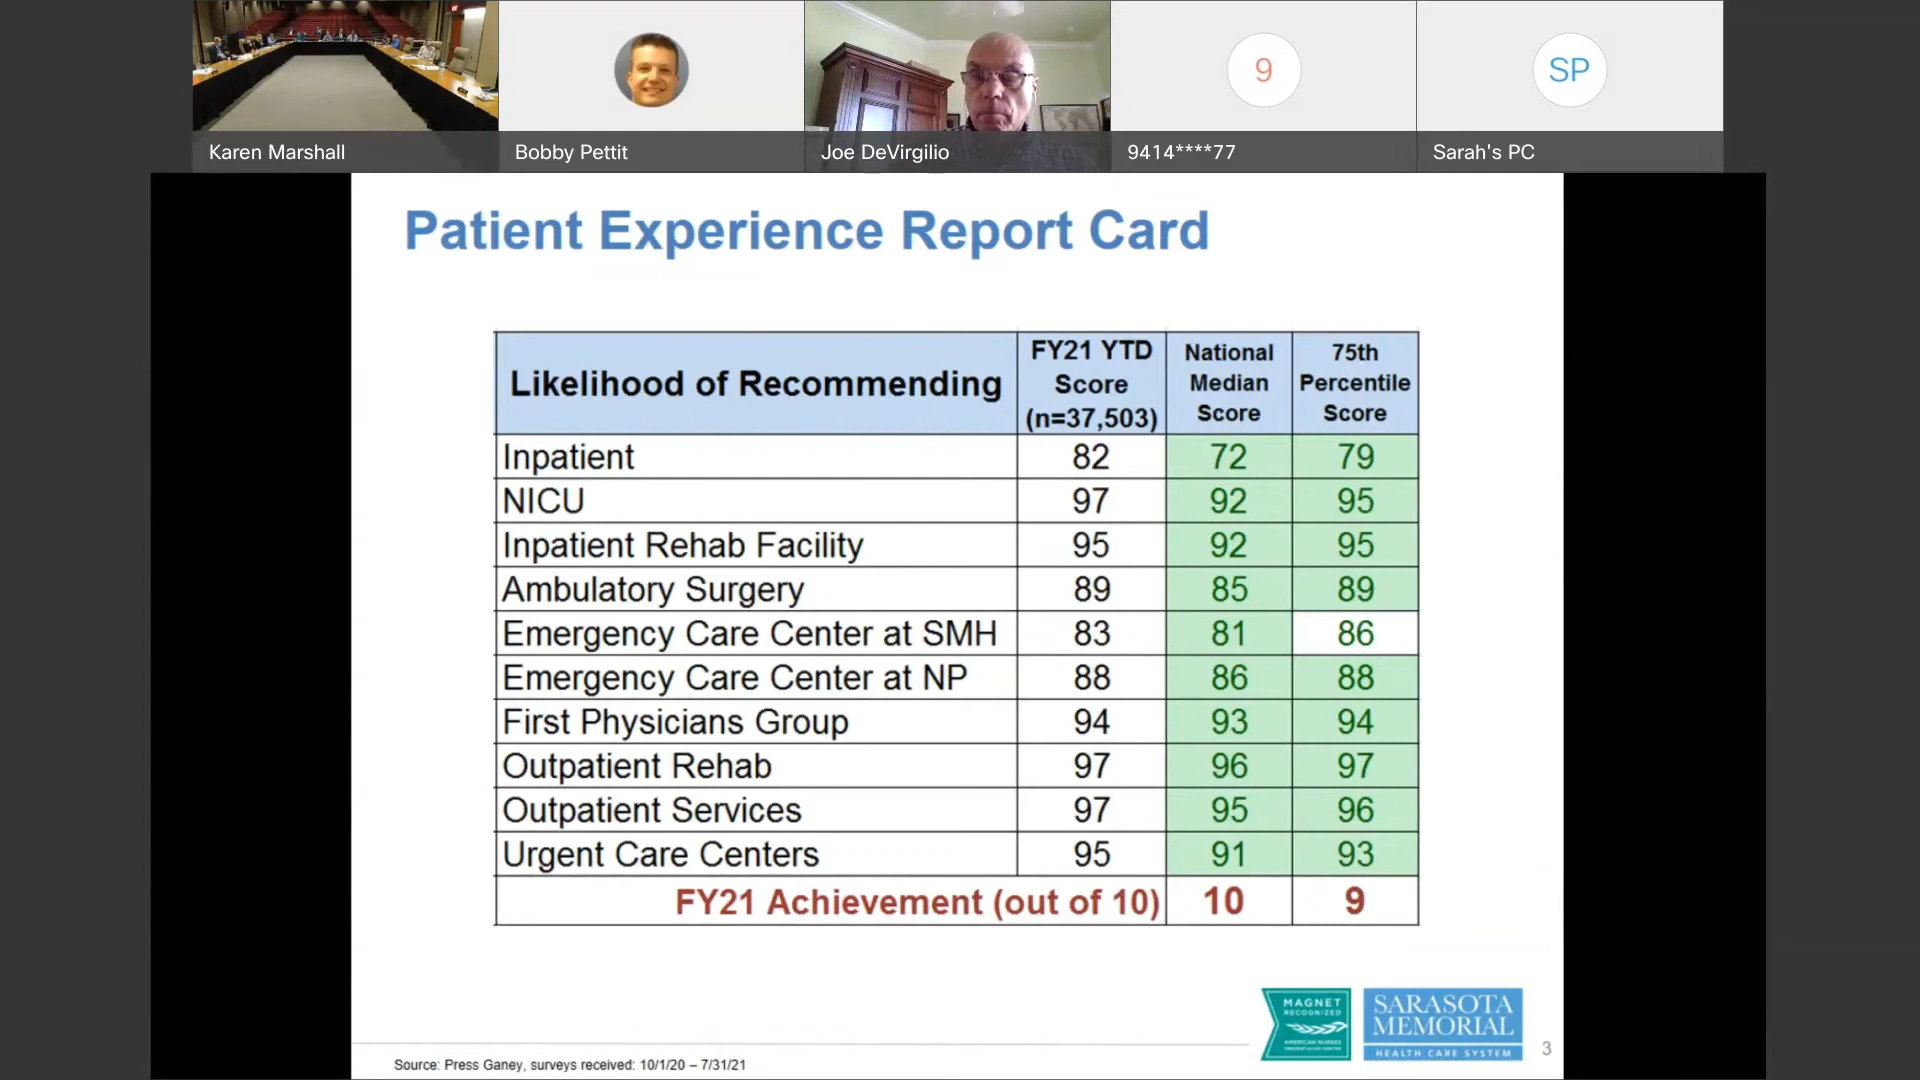 9
SP
Karen Marshall
Bobby Pettit
Joe DeVirgilio
9414****77
Sarah's PC
Patient Experience Report Card
Likelihood of Recommending
FY21 YTD
Score
(n=37,503)
National
Median
Score
75th
Percentile
Score
Inpatient 82 72 79
NICU 97 92 95
Inpatient Rehab Facility 95 92 95
Ambulatory Surgery 89 85 89
Emergency Care Center at SMH 83 81 86
Emergency Care Center at NP 88 86 88
First Physicians Group 94 93 94
Outpatient Rehab 97 96 97
Outpatient Services 97 95 96
Urgent Care Centers 95 91 93
FY21 Achievement (out of 10) 10 9
MAGNET
RECOGNIZED
AMERICAN NURSES
CREDENTIALING CENTER
SARASOTA
MEMORIAL
HEALTH CARE SYSTEM
3
Source: Press Ganey, surveys received: 10/1/20 – 7/31/21